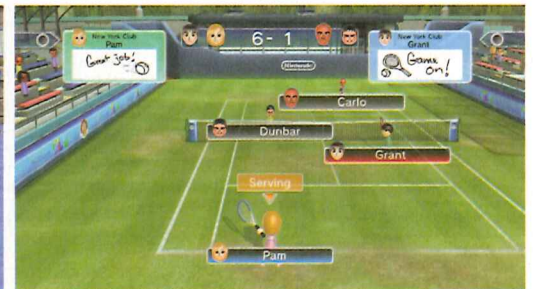 New York Club
Pam
Great job!
6-1
New York Club
Grant
Game
on!
Nintendo
Carlo
Dunbar
Grant
Serving
Pam